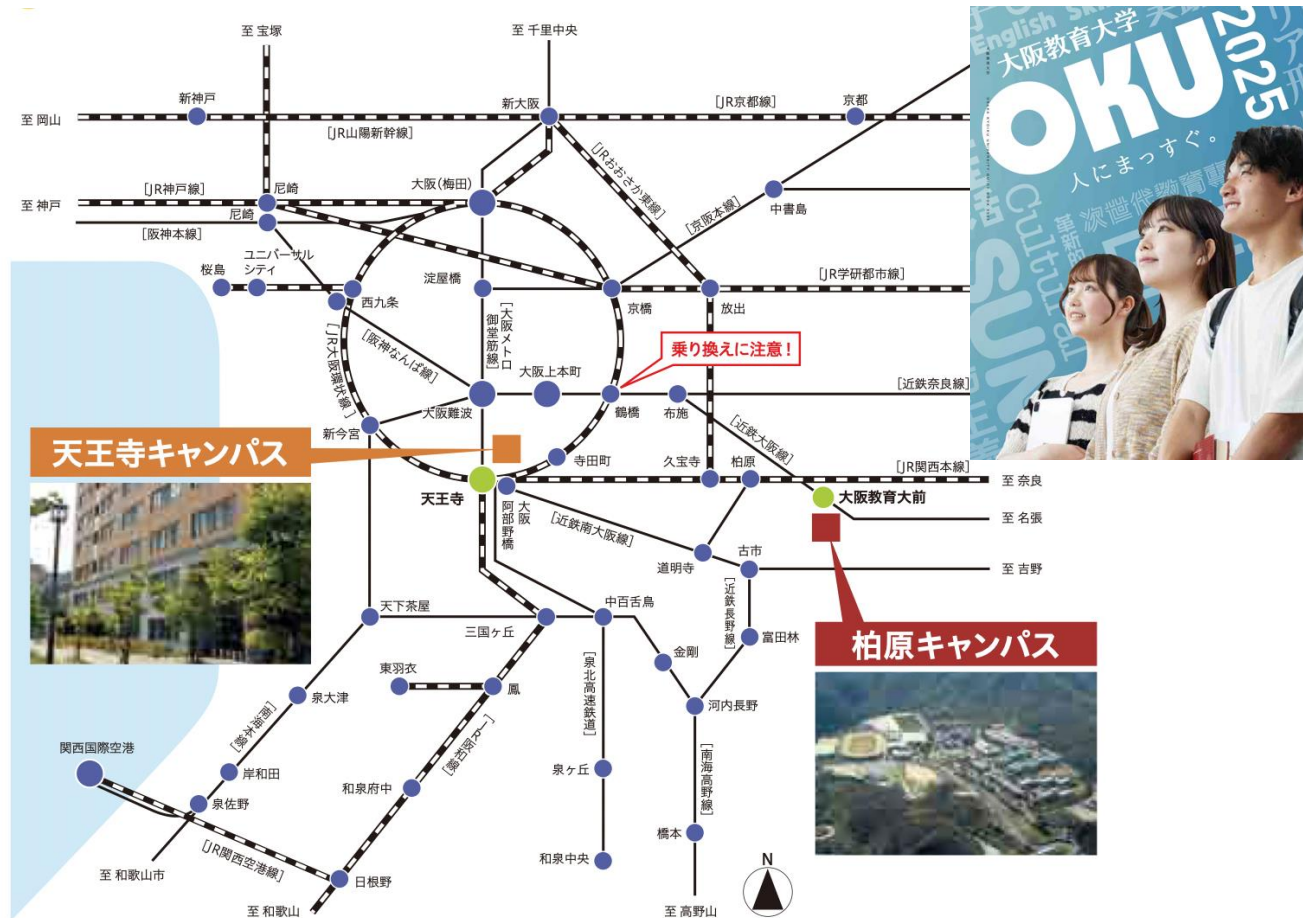 至 宝塚
至 千里中央
新神戸
新大阪
[JR京都線]
京都
至 岡山
[JR山陽新幹線]
[JR神戸線]
尼崎
大阪(梅田)
[JRおおさか東線]
至 神戸
尼崎
[阪神本線]
[京阪本線]
中書島
桜島
ユニバーサル
シティ
西九条
淀屋橋
京橋
放出
[JR学研都市線]
[大阪メトロ
御堂筋線]
[阪神なんば線]
[JR大阪環状線]
乗り換えに注意!
大阪上本町
大阪難波
鶴橋
布施
[近鉄奈良線]
新今宮
[近鉄大阪線]
天王寺キャンパス
寺田町
久宝寺
柏原
[JR関西本線]
至 奈良
天王寺
大阪
阿部野橋
大阪教育大前
至 名張
[近鉄南大阪線]
道明寺
古市
至 吉野
[近鉄長野線]
天下茶屋
三国ヶ丘
中百舌鳥
富田林
柏原キャンパス
金剛
東羽衣
鳳
[泉北高速鉄道]
泉大津
河内長野
[南海本線]
[JR阪和線]
関西国際空港
岸和田
和泉府中
泉ヶ丘
[南海高野線]
泉佐野
橋本
[JR関西空港線]
和泉中央
至 和歌山市
日根野
至 和歌山
至 高野山
N
English
大阪教育大学
OKU
2025
人にまっすぐ。
Cultural
革新的
次世代教育
SUN